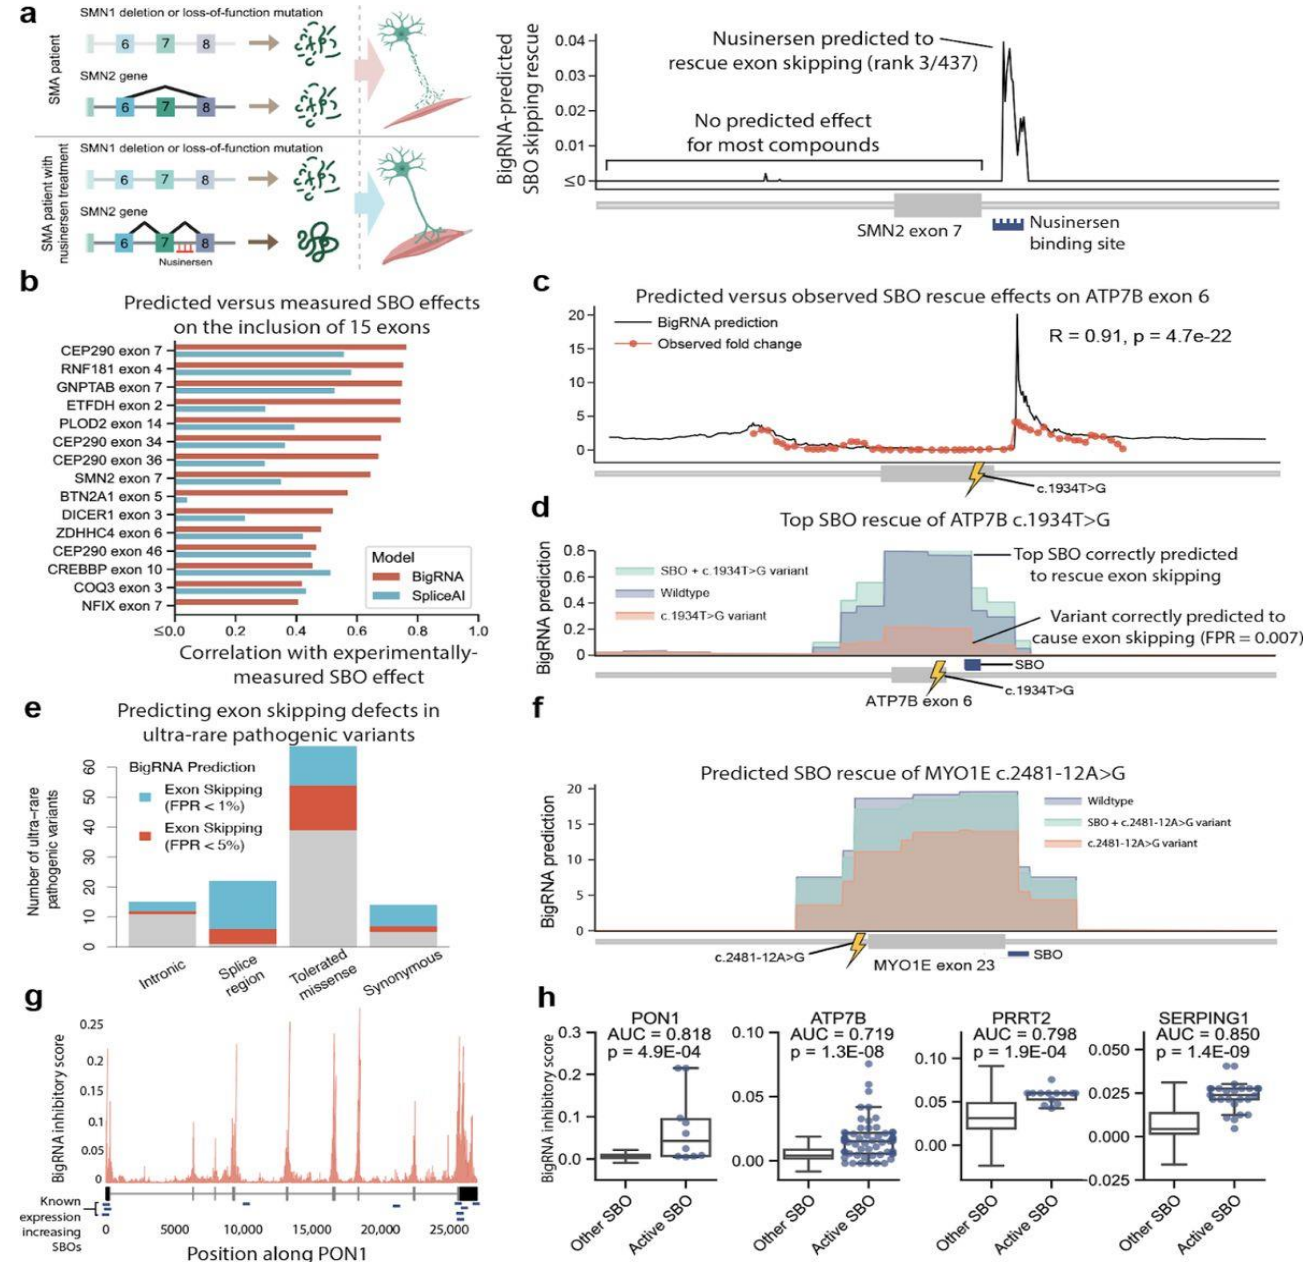 a
SMN1 deletion or loss-of-function mutation
SMA patient
6 7 8
SMN2 gene
6 7 8
SMA patient with
nusinersen treatment
SMN1 deletion or loss-of-function mutation
6 7 8
SMN2 gene
6 7 8
Nusinersen
BigRNA-predicted
SBO skipping rescue
0.04
0.03
0.02
0.01
≤0
Nusinersen predicted to
rescue exon skipping (rank 3/437)
No predicted effect
for most compounds
SMN2 exon 7
Nusinersen
binding site
b
Predicted versus measured SBO effects
on the inclusion of 15 exons
CEP290 exon 7
RNF181 exon 4
GNPTAB exon 7
ETFDH exon 2
PLOD2 exon 14
CEP290 exon 34
CEP290 exon 36
SMN2 exon 7
BTN2A1 exon 5
DICER1 exon 3
ZDHHC4 exon 6
CEP290 exon 46
CREBBP exon 10
COQ3 exon 3
NFIX exon 7
Model
BigRNA
SpliceAI
≤0.0 0.2 0.4 0.6 0.8 1.0
Correlation with experimentally-
measured SBO effect
c
Predicted versus observed SBO rescue effects on ATP7B exon 6
20
15
10
5
0
BigRNA prediction
Observed fold change
R = 0.91, p = 4.7e-22
c.1934T>G
d
Top SBO rescue of ATP7B c.1934T>G
BigRNA prediction
0.8
0.6
0.4
0.2
0
SBO + c.1934T>G variant
Wildtype
c.1934T>G variant
Top SBO correctly predicted
to rescue exon skipping
Variant correctly predicted to
cause exon skipping (FPR = 0.007)
SBO
c.1934T>G
ATP7B exon 6
e
Predicting exon skipping defects in
ultra-rare pathogenic variants
Number of ultra-rare
pathogenic variants
60
50
40
30
20
10
0
BigRNA Prediction
Exon Skipping
(FPR < 1%)
Exon Skipping
(FPR < 5%)
Intronic
Splice
region
Tolerated
missense
Synonymous
f
Predicted SBO rescue of MYO1E c.2481-12A>G
BigRNA prediction
20
15
10
5
0
Wildtype
SBO + c.2481-12A>G variant
c.2481-12A>G variant
c.2481-12A>G
MYO1E exon 23
SBO
g
BigRNA inhibitory score
0.25
0.2
0.15
0.1
0.05
0
Known
expression
increasing
SBOs
0 5000 10,000 15,000 20,000 25,000
Position along PON1
h
BigRNA inhibitory score
PON1
AUC = 0.818
p = 4.9E-04
0.3
0.2
0.1
0.0
Other SBO
Active SBO
ATP7B
AUC = 0.719
p = 1.3E-08
0.10
0.05
0.00
Other SBO
Active SBO
PRRT2
AUC = 0.798
p = 1.9E-04
0.10
0.05
0.00
Other SBO
Active SBO
SERPING1
AUC = 0.850
p = 1.4E-09
0.050
0.025
0.000
-0.025
Other SBO
Active SBO